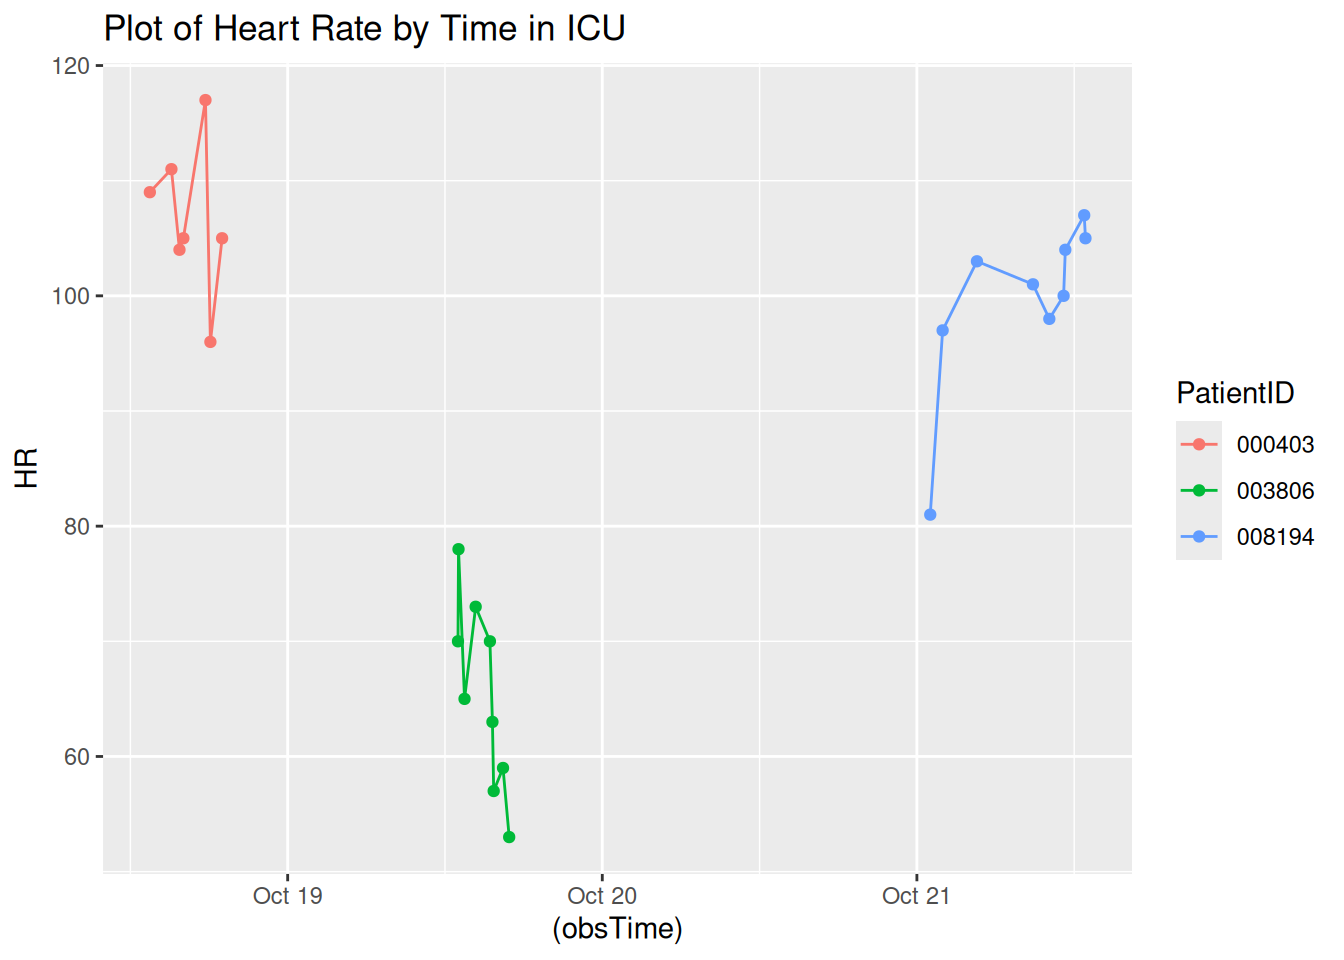 Plot of Heart Rate by Time in ICU
120
100
80
60
HR
Oct 19
Oct 20
Oct 21
(obsTime)
PatientID
000403
003806
008194